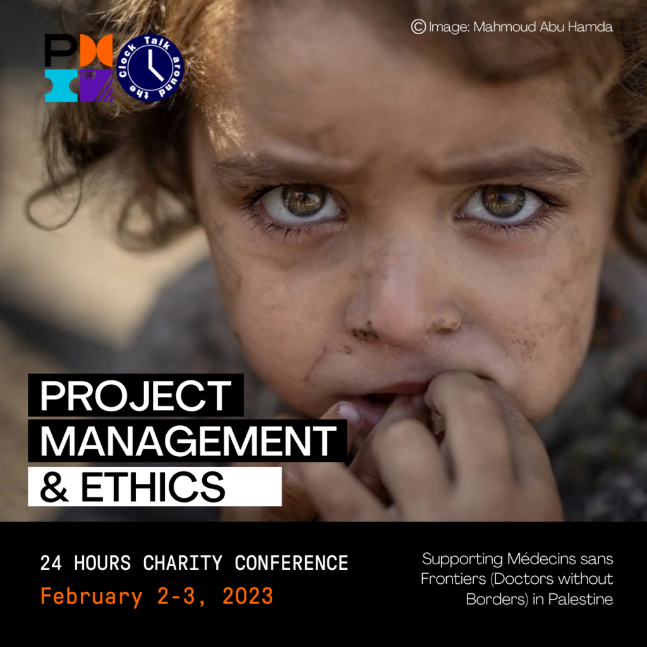 © Image: Mahmoud Abu Hamda
Clock Talk around the
PROJECT
MANAGEMENT
& ETHICS
24 HOURS CHARITY CONFERENCE
February 2-3, 2023
Supporting Médecins sans
Frontiers (Doctors without
Borders) in Palestine